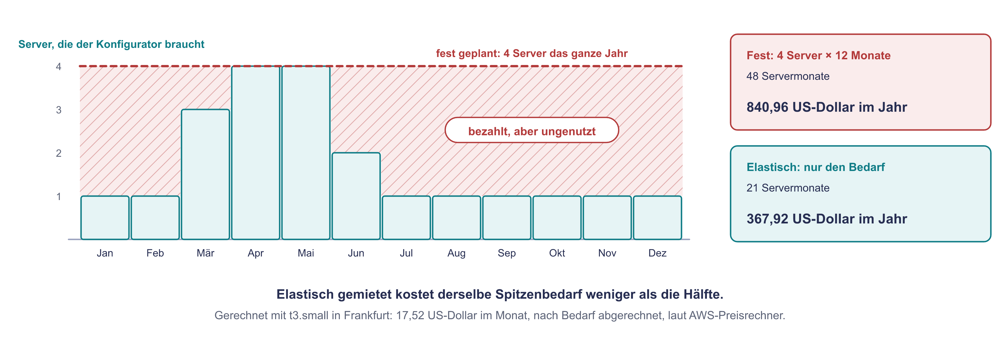 Server, die der Konfigurator braucht
fest geplant: 4 Server das ganze Jahr
4
3
2
1
bezahlt, aber ungenutzt
Jan
Feb
Mär
Apr
Mai
Jun
Jul
Aug
Sep
Okt
Nov
Dez
Fest: 4 Server × 12 Monate
48 Servermonate
840,96 US-Dollar im Jahr
Elastisch: nur den Bedarf
21 Servermonate
367,92 US-Dollar im Jahr
Elastisch gemietet kostet derselbe Spitzenbedarf weniger als die Hälfte.
Gerechnet mit t3.small in Frankfurt: 17,52 US-Dollar im Monat, nach Bedarf abgerechnet, laut AWS-Preisrechner.